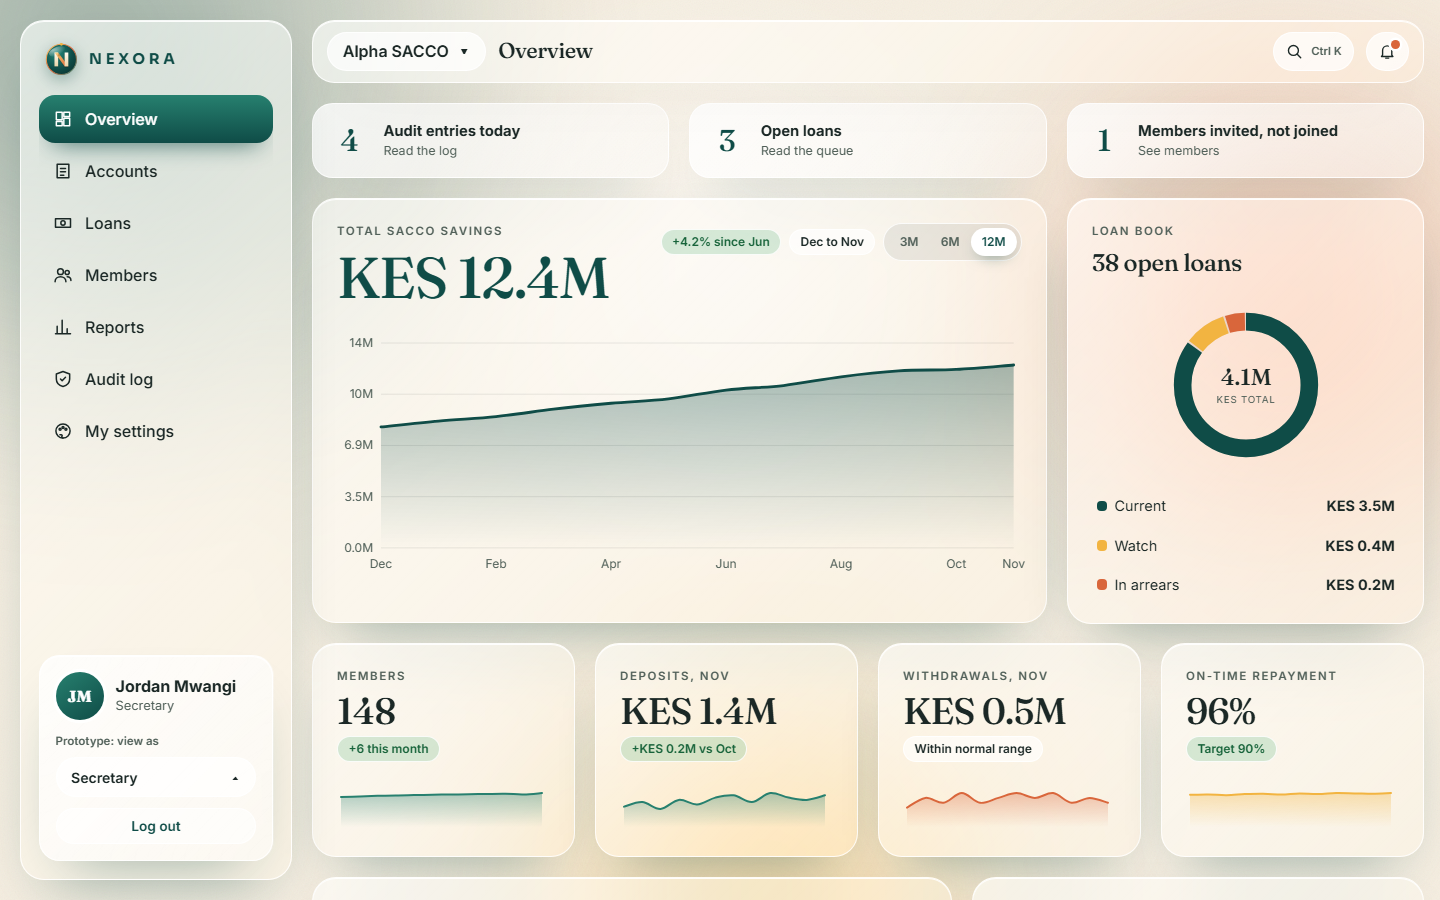 N NEXORA
Overview
Accounts
Loans
Members
Reports
Audit log
My settings
JM Jordan Mwangi
Secretary
Prototype: view as
Secretary
Log out
Alpha SACCO Overview Ctrl K
4 Audit entries today
Read the log
3 Open loans
Read the queue
1 Members invited, not joined
See members
TOTAL SACCO SAVINGS
KES 12.4M
+4.2% since Jun Dec to Nov 3M 6M 12M
14M
10M
6.9M
3.5M
0.0M
Dec Feb Apr Jun Aug Oct Nov
LOAN BOOK
38 open loans
4.1M
KES TOTAL
Current KES 3.5M
Watch KES 0.4M
In arrears KES 0.2M
MEMBERS
148
+6 this month
DEPOSITS, NOV
KES 1.4M
+KES 0.2M vs Oct
WITHDRAWALS, NOV
KES 0.5M
Within normal range
ON-TIME REPAYMENT
96%
Target 90%